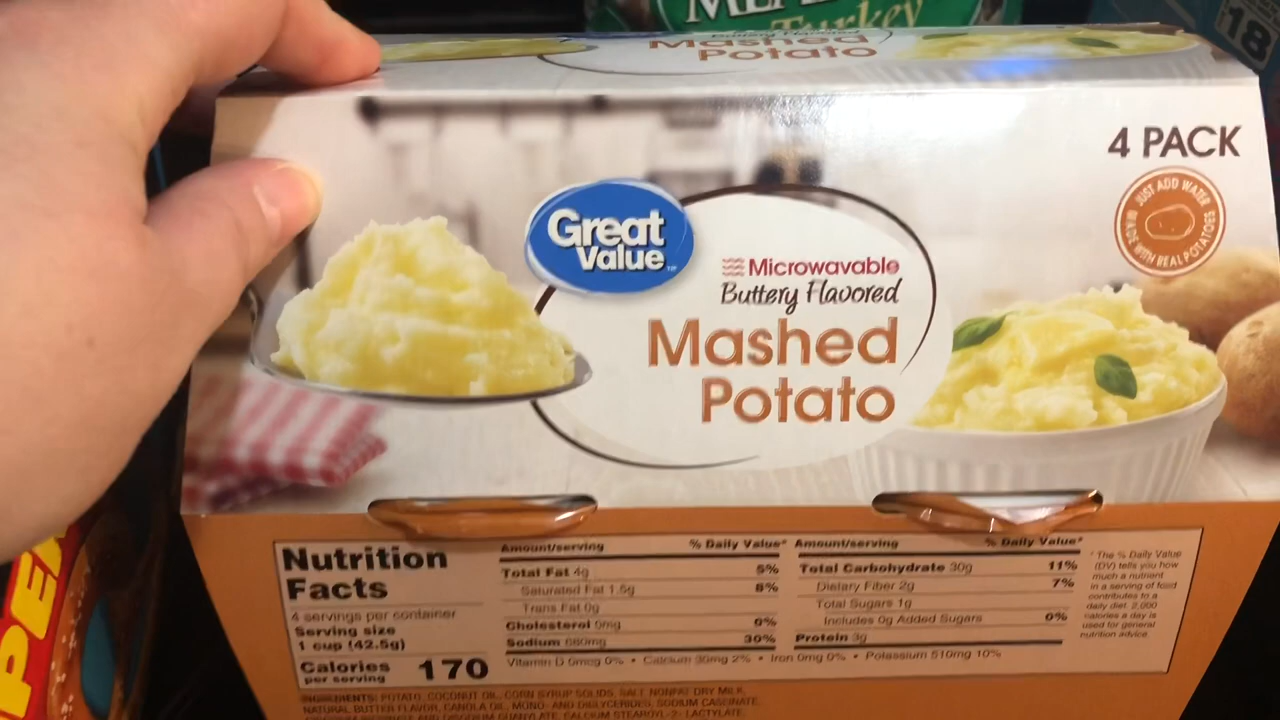 Turkey
18
Mashed
Potato
4 PACK
JUST ADD WATER
MADE WITH REAL POTATOES
Great
Value
Microwavable
Buttery Flavored
Mashed
Potato
Nutrition
Facts
4 servings per container
Serving size
1 cup (42.5g)
Calories
per serving 170
Amount/serving % Daily Value*
Total Fat 4g 5%
Saturated Fat 1.5g 8%
Trans Fat 0g
Cholesterol 0mg 0%
Sodium 680mg 30%
Amount/serving % Daily Value*
Total Carbohydrate 30g 11%
Dietary Fiber 2g 7%
Total Sugars 1g
Includes 0g Added Sugars 0%
Protein 3g
Vitamin D 0mcg 0% • Calcium 30mg 2% • Iron 0mg 0% • Potassium 510mg 10%
* The % Daily Value
(DV) tells you how
much a nutrient
in a serving of food
contributes to a
daily diet. 2,000
calories a day is
used for general
nutrition advice.
INGREDIENTS: POTATO, COCONUT OIL, CORN SYRUP SOLIDS, SALT, NONFAT DRY MILK,
NATURAL BUTTER FLAVOR, CANOLA OIL, MONO- AND DIGLYCERIDES, SODIUM CASEINATE,
AND DISODIUM GUANYLATE, CALCIUM STEAROYL-2- LACTYLATE,